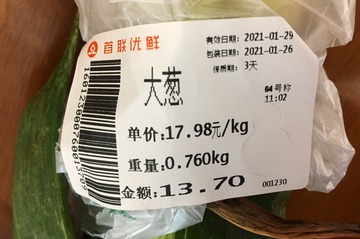 首联优鲜
有效日期: 2021-01-29
包装日期: 2021-01-26
保质期: 3天
大葱
64号称
11:02
单价:17.98元/kg
重量:0.760kg
金额:13.70
001230